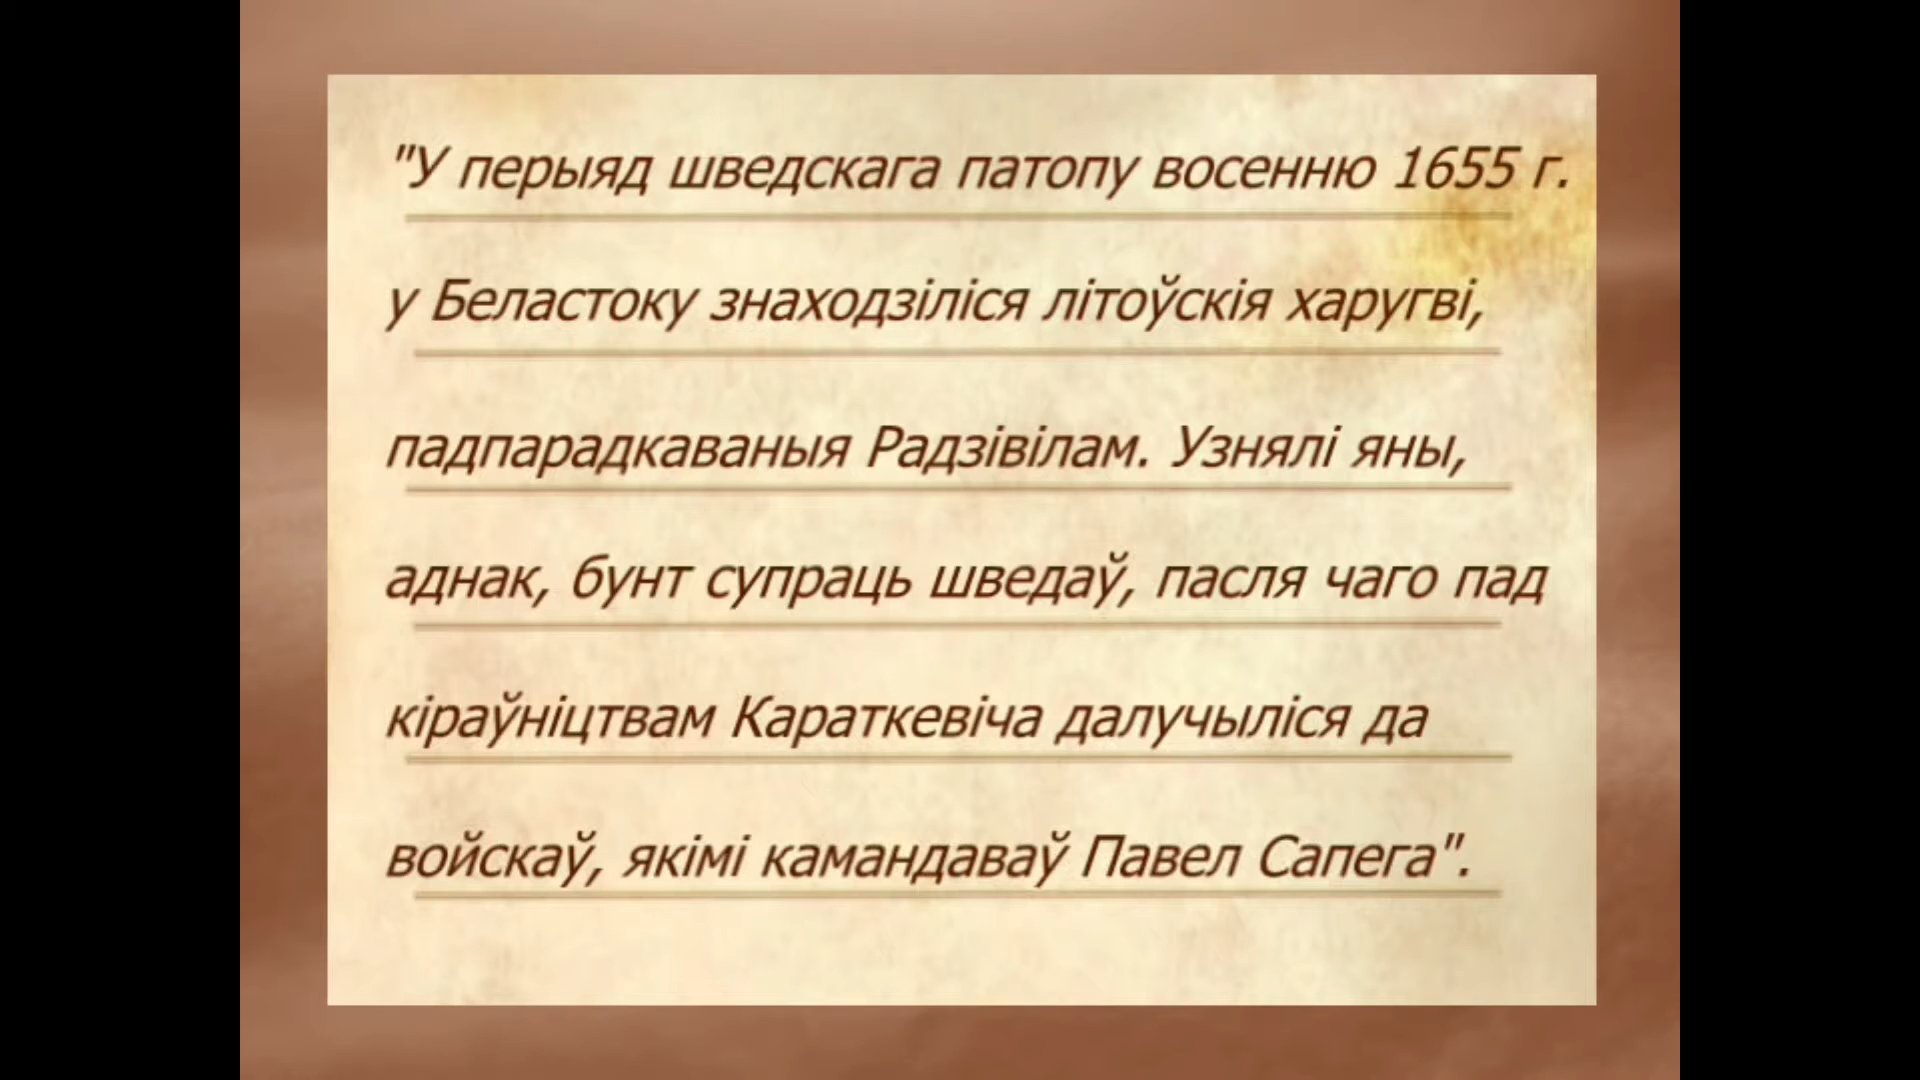 "У перыяд шведскага патопу восенню 1655 г.
у Беластоку знаходзіліся літоўскія харугві,
падпарадкаваныя Радзівілам. Узнялі яны,
аднак, бунт супраць шведаў, пасля чаго пад
кіраўніцтвам Караткевіча далучыліся да
войскаў, якімі камандаваў Павел Сапега".